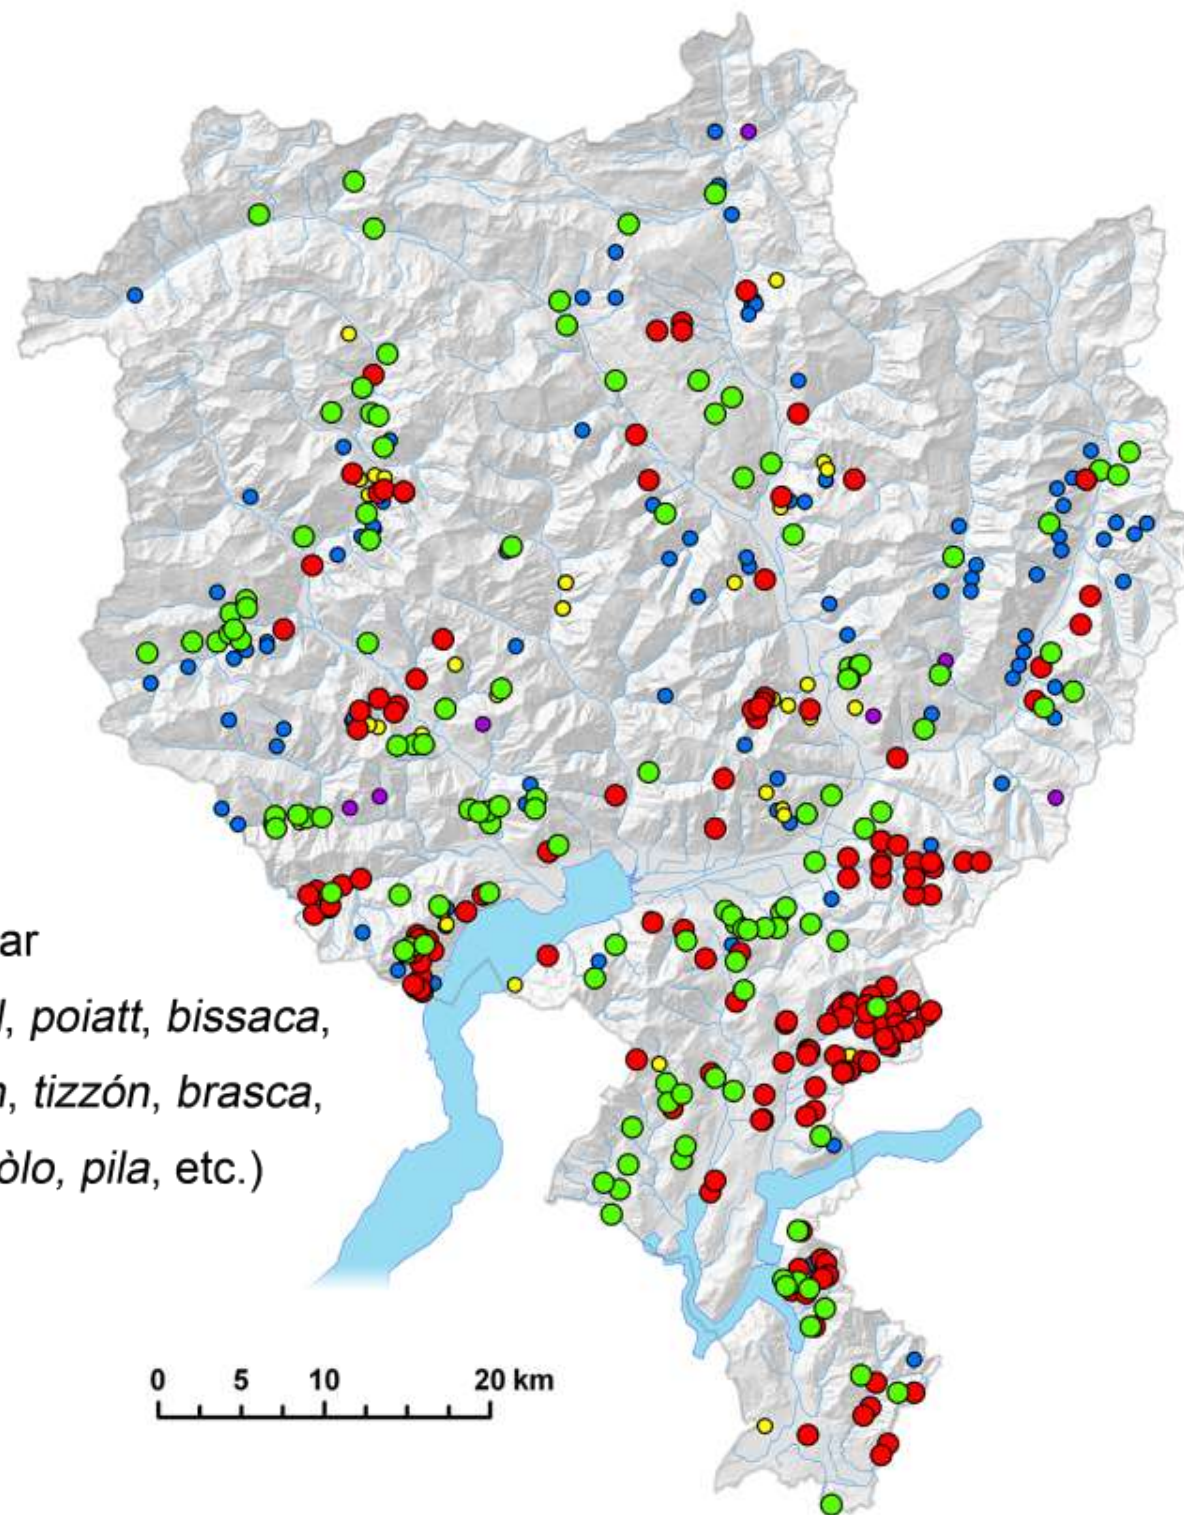 ar
l, poiatt, bissaca,
n, tizzón, brasca,
òlo, pila, etc.)
0 5 10 20 km